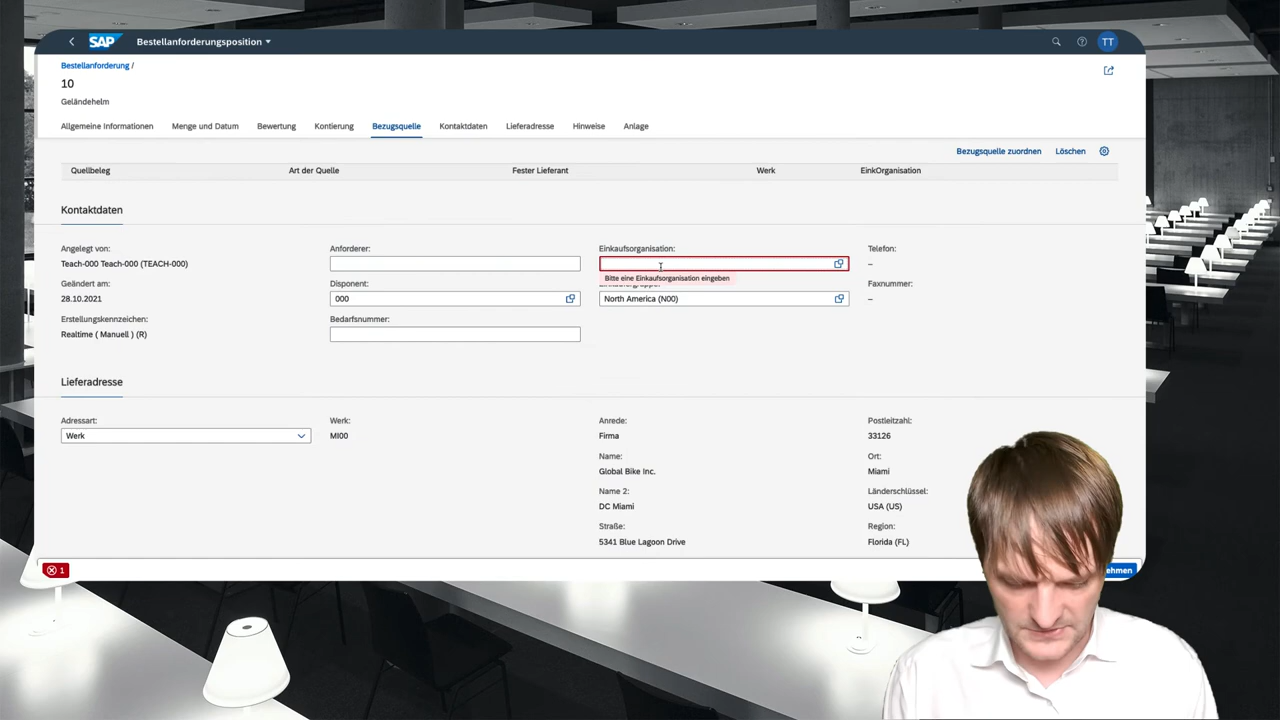 SAP Bestellanforderungsposition TT
Bestellanforderung /
10
Geländehelm
Allgemeine Informationen Menge und Datum Bewertung Kontierung Bezugsquelle Kontaktdaten Lieferadresse Hinweise Anlage
Bezugsquelle zuordnen Löschen
Quellbeleg Art der Quelle Fester Lieferant Werk EinkOrganisation
Kontaktdaten
Angelegt von: Anforderer: Einkaufsorganisation: Telefon:
Teach-000 Teach-000 (TEACH-000) –
Bitte eine Einkaufsorganisation eingeben
Geändert am: Disponent: Faxnummer:
28.10.2021 000 North America (N00) –
Erstellungskennzeichen: Bedarfsnummer:
Realtime ( Manuell ) (R)
Lieferadresse
Adressart: Werk: Anrede: Postleitzahl:
Werk MI00 Firma 33126
Name: Ort:
Global Bike Inc. Miami
Name 2: Länderschlüssel:
DC Miami USA (US)
Straße: Region:
5341 Blue Lagoon Drive Florida (FL)
1 ehmen